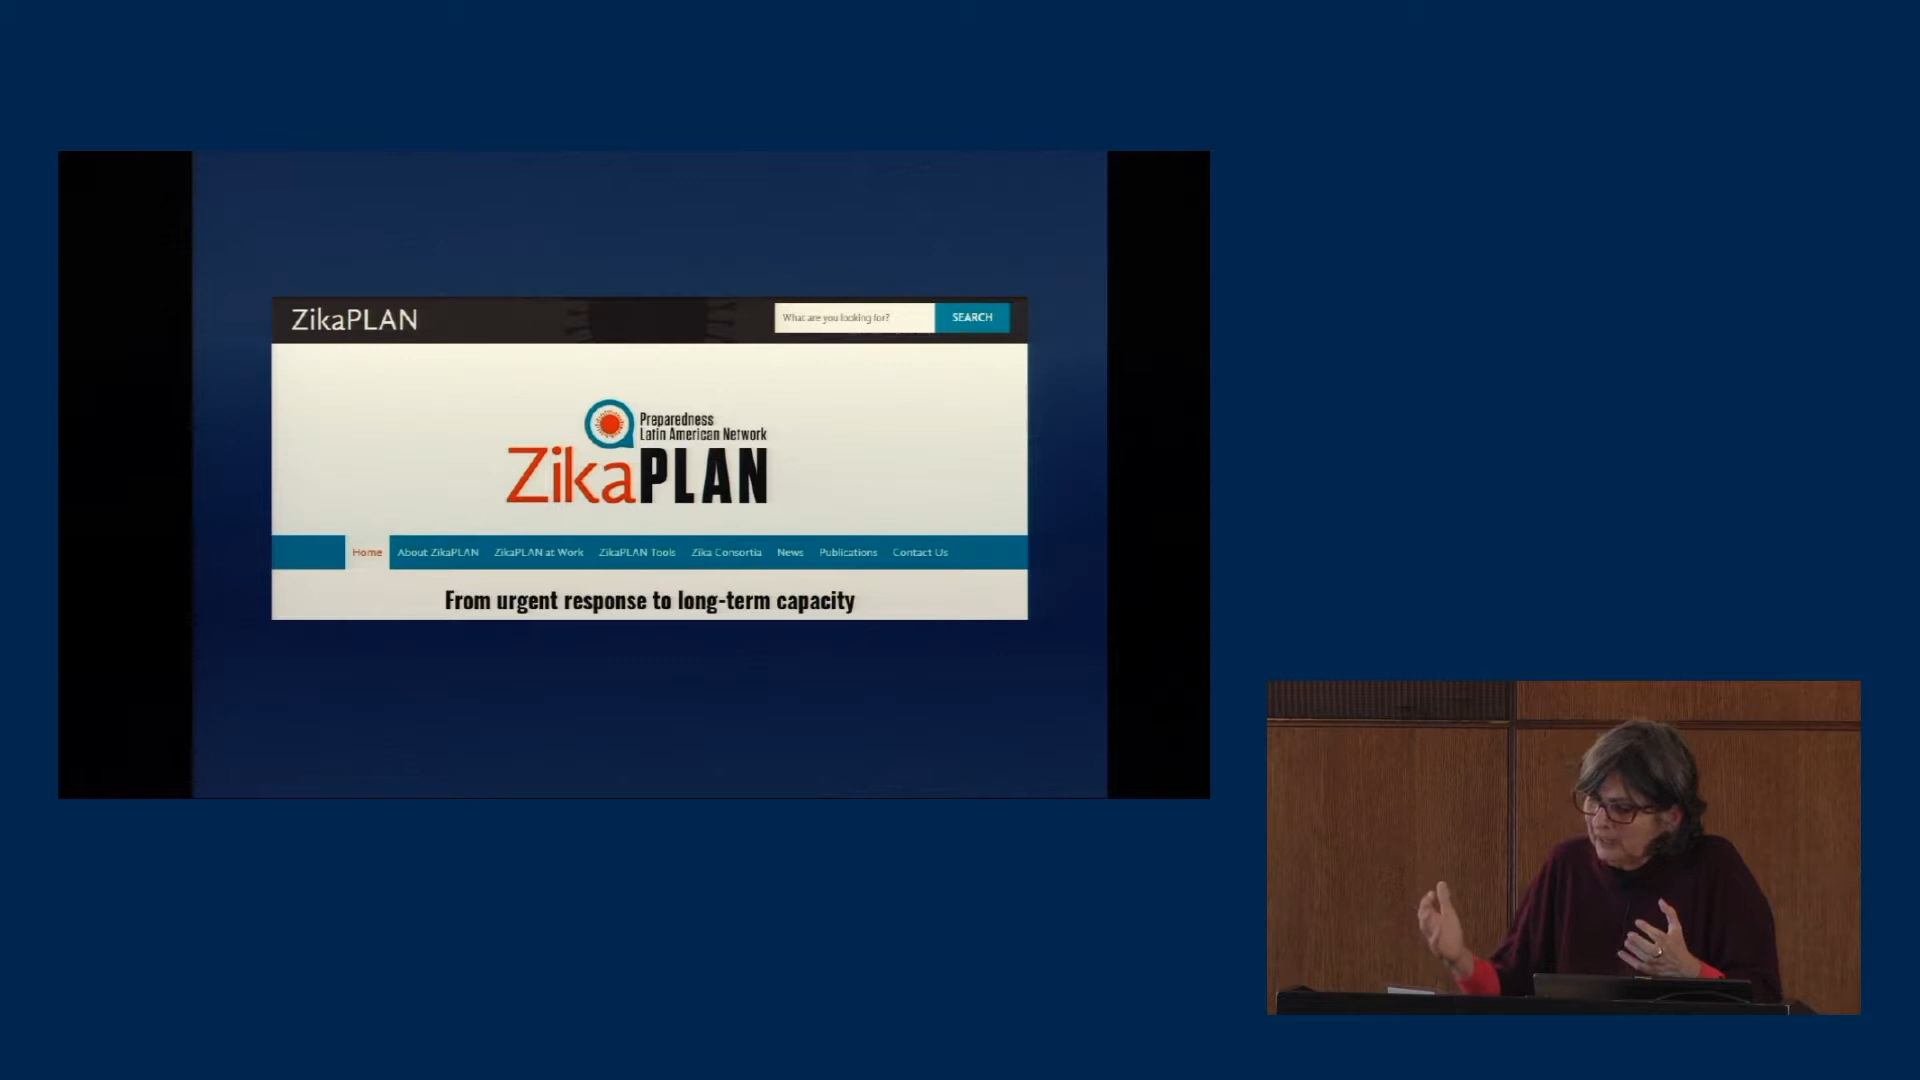 ZikaPLAN
What are you looking for?
SEARCH
Preparedness
Latin American Network
ZikaPLAN
Home
About ZikaPLAN
ZikaPLAN at Work
ZikaPLAN Tools
Zika Consortia
News
Publications
Contact Us
From urgent response to long-term capacity